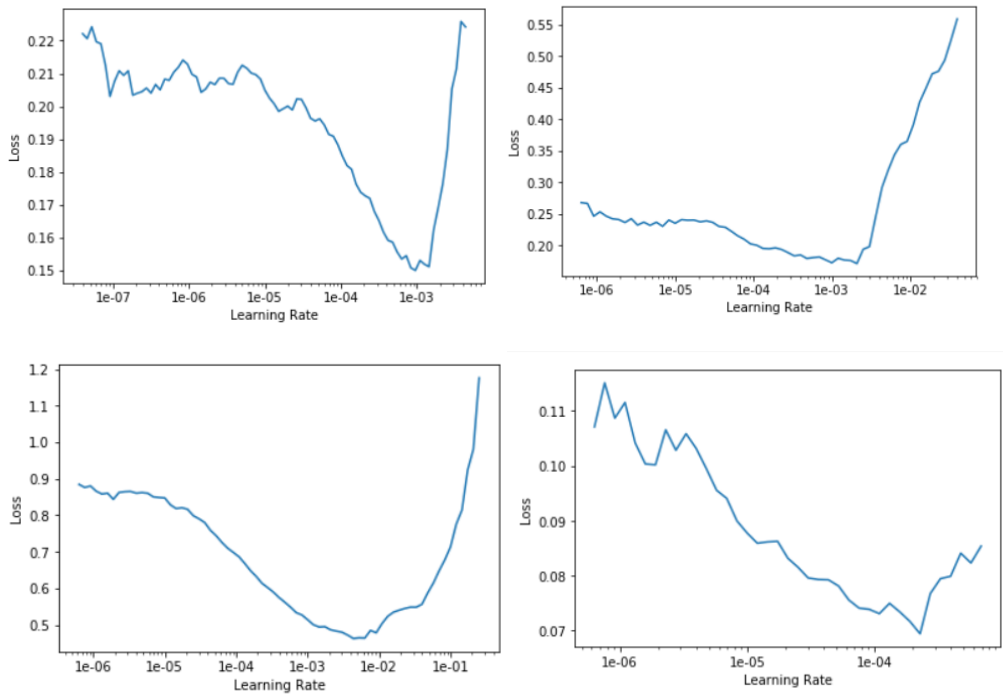 0.22
0.21
0.20
0.19
0.18
0.17
0.16
0.15
Loss
1e-07 1e-06 1e-05 1e-04 1e-03
Learning Rate
0.55
0.50
0.45
0.40
0.35
0.30
0.25
0.20
Loss
1e-06 1e-05 1e-04 1e-03 1e-02
Learning Rate
1.2
1.1
1.0
0.9
0.8
0.7
0.6
0.5
Loss
1e-06 1e-05 1e-04 1e-03 1e-02 1e-01
Learning Rate
0.11
0.10
0.09
0.08
0.07
Loss
1e-06 1e-05 1e-04
Learning Rate